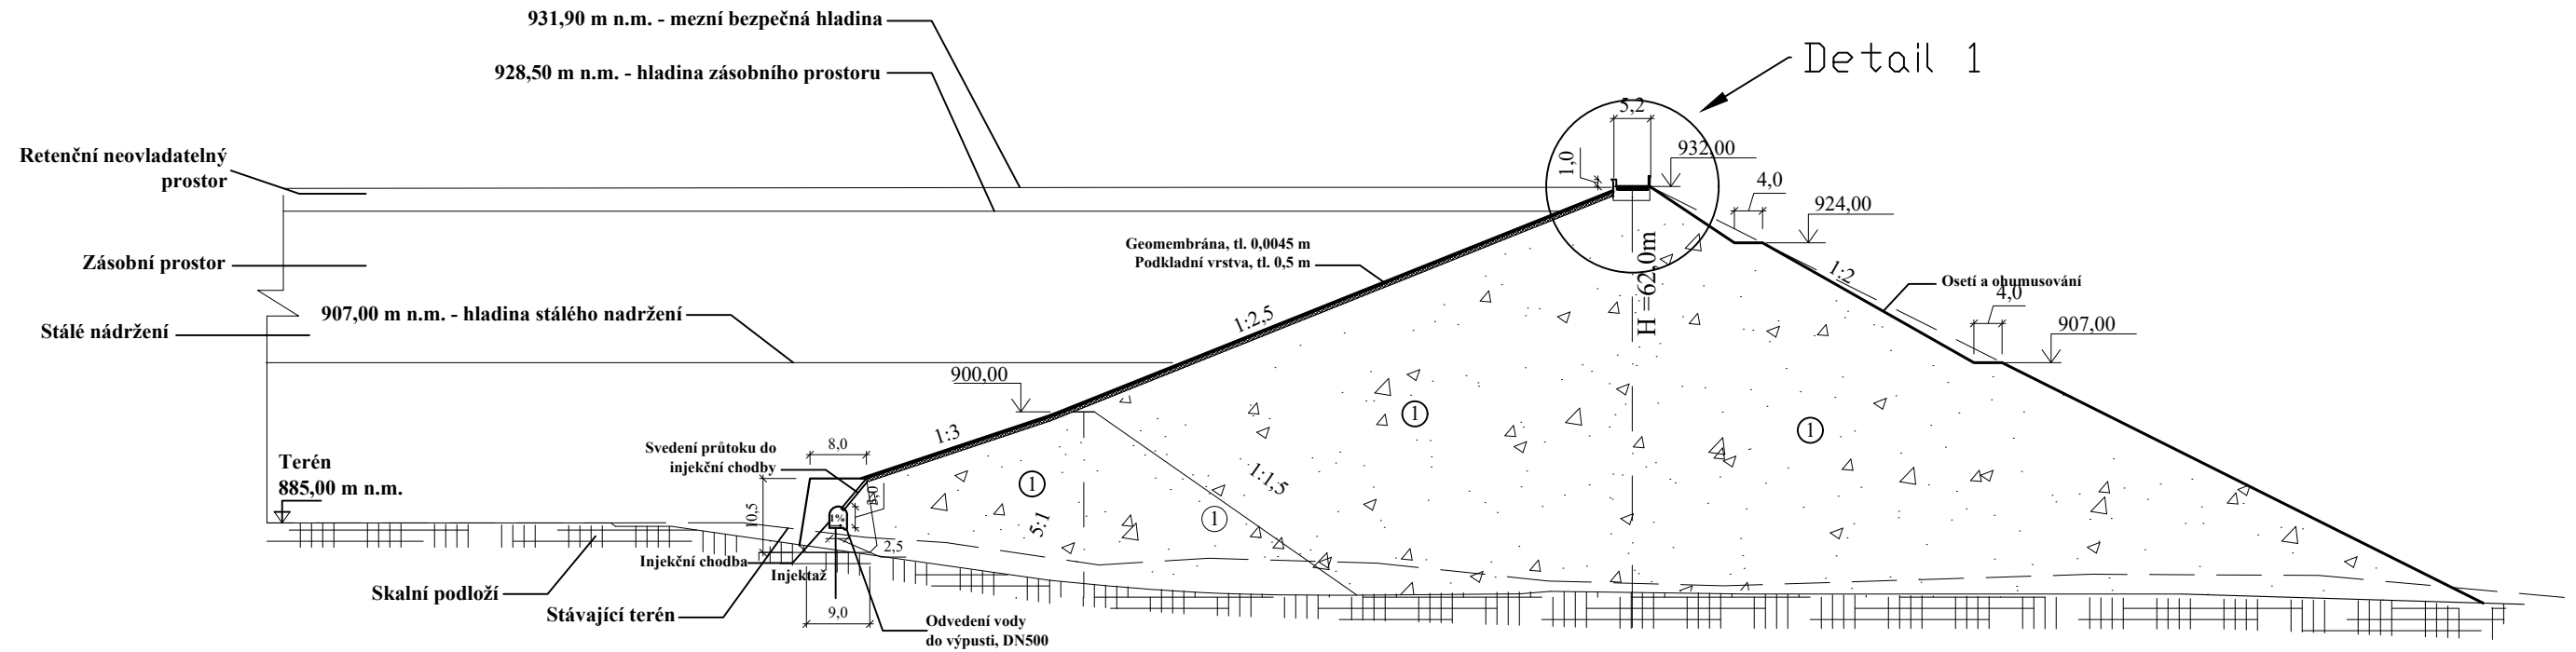 931,90 m n.m. - mezní bezpečná hladina
928,50 m n.m. - hladina zásobního prostoru
Detail 1
5,2
1,0
932,00
4,0
924,00
Retenční neovladatelný
prostor
Zásobní prostor
Geomembrána, tl. 0,0045 m
Podkladní vrstva, tl. 0,5 m
H =62,0m
1:2
Osetí a ohumusování
4,0
907,00
907,00 m n.m. - hladina stálého nadržení
Stálé nádržení
1:2,5
900,00
1:3
8,0
Svedení průtoku do
injekční chodby
Terén
885,00 m n.m.
10,5
1%
2,5
5:1
1:1,5
1
1
1
1
Injekční chodba
Injektáž
Skalní podloží
Stávající terén
9,0
Odvedení vody
do výpusti, DN500